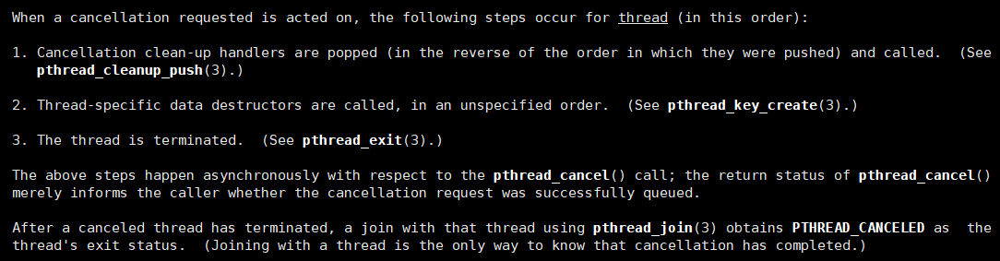 When a cancellation requested is acted on, the following steps occur for thread (in this order):
1. Cancellation clean-up handlers are popped (in the reverse of the order in which they were pushed) and called. (See
pthread_cleanup_push(3).)
2. Thread-specific data destructors are called, in an unspecified order. (See pthread_key_create(3).)
3. The thread is terminated. (See pthread_exit(3).)
The above steps happen asynchronously with respect to the pthread_cancel() call; the return status of pthread_cancel()
merely informs the caller whether the cancellation request was successfully queued.
After a canceled thread has terminated, a join with that thread using pthread_join(3) obtains PTHREAD_CANCELED as the
thread's exit status. (Joining with a thread is the only way to know that cancellation has completed.)